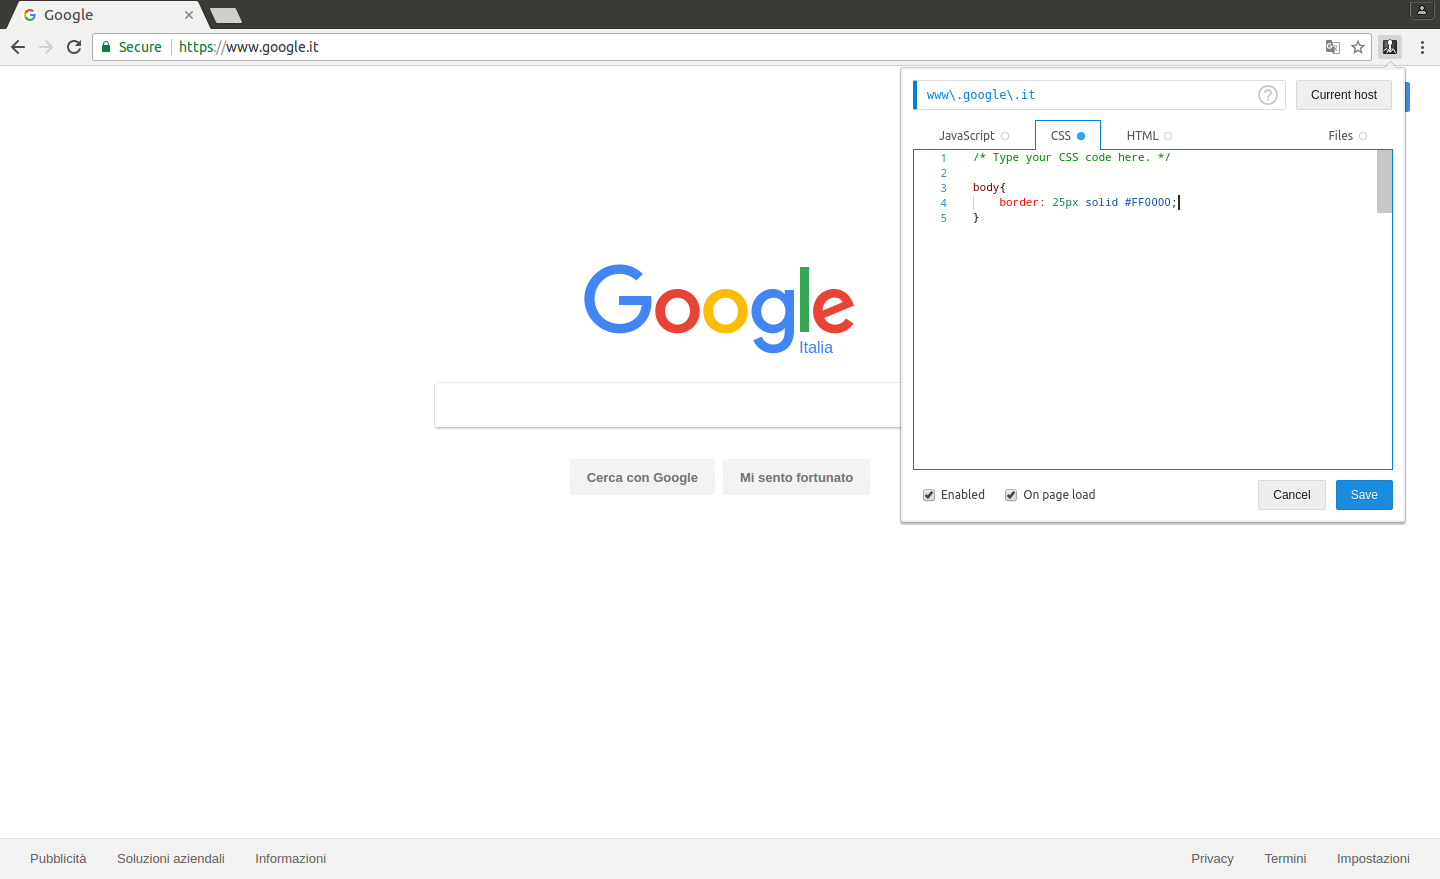 Google
Secure https://www.google.it
www\.google\.it Current host
JavaScript CSS HTML Files
1 /* Type your CSS code here. */
2
3 body{
4 border: 25px solid #FF0000;
5 }
Google
Italia
Cerca con Google Mi sento fortunato
Enabled On page load Cancel Save
Pubblicità Soluzioni aziendali Informazioni Privacy Termini Impostazioni